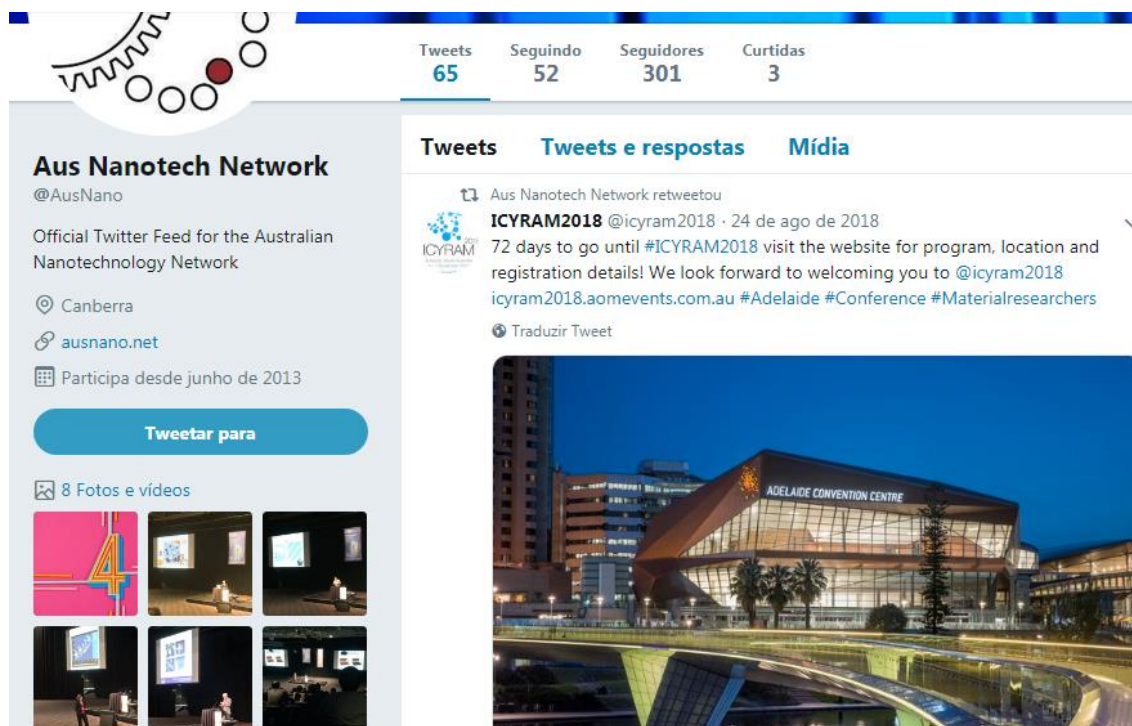 Tweets Seguindo Seguidores Curtidas
65 52 301 3
Aus Nanotech Network
@AusNano
Official Twitter Feed for the Australian
Nanotechnology Network
Canberra
ausnano.net
Participa desde junho de 2013
Tweetar para
8 Fotos e vídeos
4
Tweets Tweets e respostas Mídia
Aus Nanotech Network retweetou
ICYRAM2018 @icyram2018 · 24 de ago de 2018
72 days to go until #ICYRAM2018 visit the website for program, location and
registration details! We look forward to welcoming you to @icyram2018
icyram2018.aomevents.com.au #Adelaide #Conference #Materialresearchers
Traduzir Tweet
ICYRAM
ADELAIDE CONVENTION CENTRE